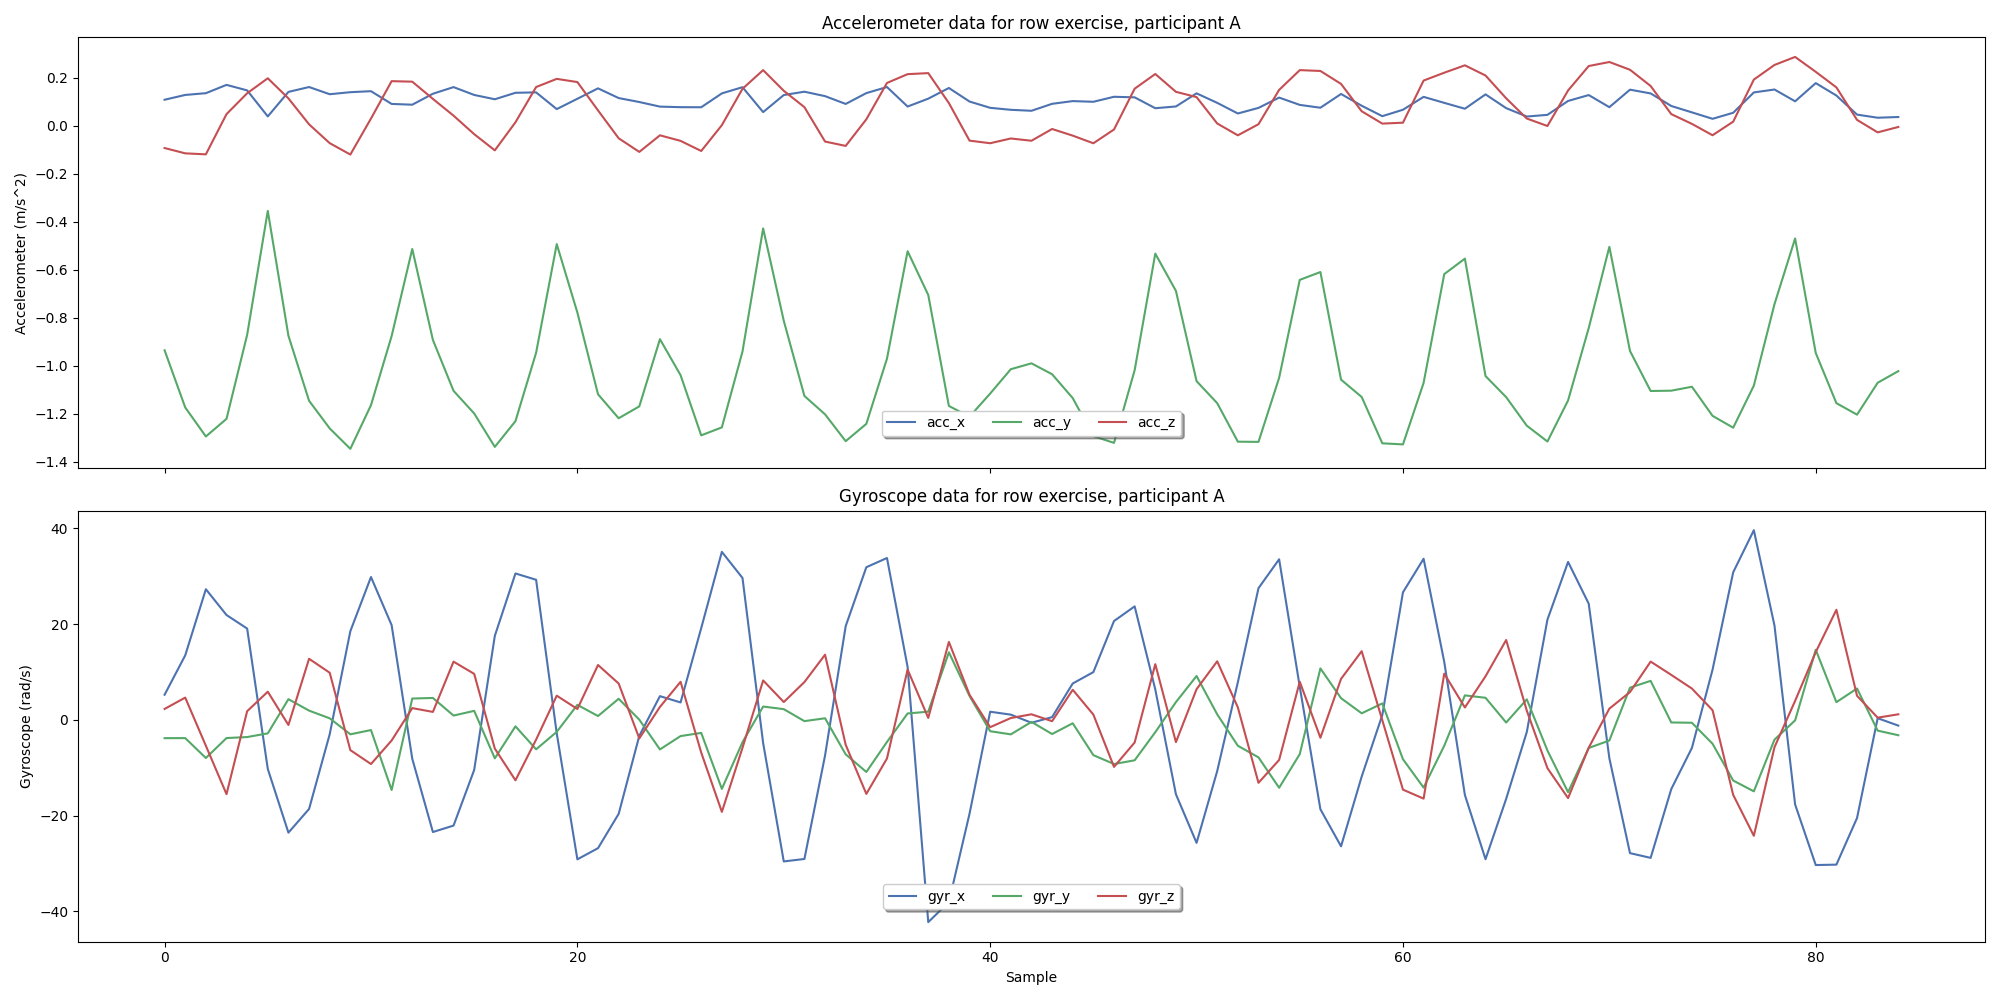 Accelerometer data for row exercise, participant A
Accelerometer (m/s^2)
0.2
0.0
−0.2
−0.4
−0.6
−0.8
−1.0
−1.2
−1.4
acc_x acc_y acc_z
Gyroscope data for row exercise, participant A
Gyroscope (rad/s)
40
20
0
−20
−40
gyr_x gyr_y gyr_z
0 20 40 60 80
Sample